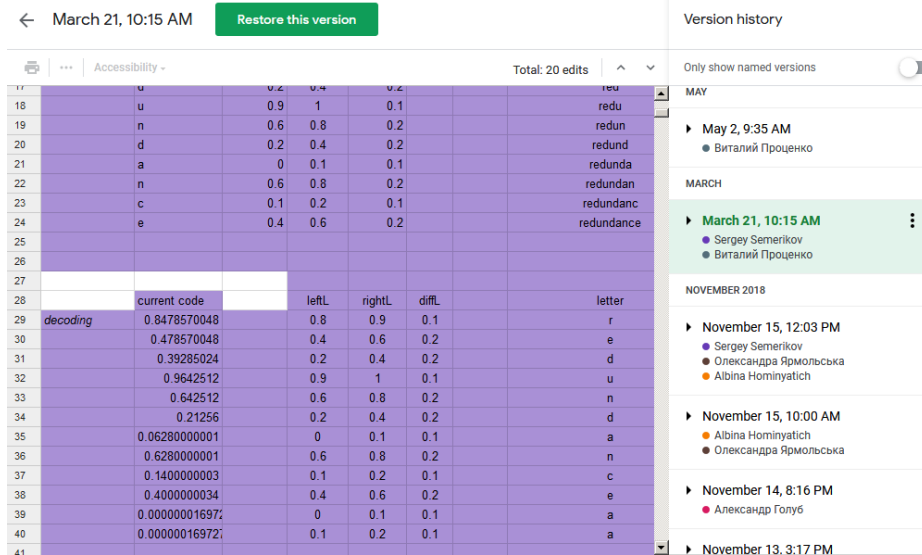 March 21, 10:15 AM Restore this version
Version history
Accessibility
Total: 20 edits
Only show named versions
17 d 0.2 0.4 0.2 red
18 u 0.9 1 0.1 redu
19 n 0.6 0.8 0.2 redun
20 d 0.2 0.4 0.2 redund
21 a 0 0.1 0.1 redunda
22 n 0.6 0.8 0.2 redundan
23 c 0.1 0.2 0.1 redundanc
24 e 0.4 0.6 0.2 redundance
25
26
27
28 current code leftL rightL diffL letter
29 decoding 0.8478570048 0.8 0.9 0.1 r
30 0.478570048 0.4 0.6 0.2 e
31 0.39285024 0.2 0.4 0.2 d
32 0.9642512 0.9 1 0.1 u
33 0.642512 0.6 0.8 0.2 n
34 0.21256 0.2 0.4 0.2 d
35 0.06280000001 0 0.1 0.1 a
36 0.6280000001 0.6 0.8 0.2 n
37 0.1400000003 0.1 0.2 0.1 c
38 0.4000000034 0.4 0.6 0.2 e
39 0.00000001697 0 0.1 0.1 a
40 0.000000169727 0.1 0.2 0.1 a
41
MAY
May 2, 9:35 AM
Виталий Проценко
MARCH
March 21, 10:15 AM
Sergey Semerikov
Виталий Проценко
NOVEMBER 2018
November 15, 12:03 PM
Sergey Semerikov
Олександра Ярмольська
Albina Hominyatich
November 15, 10:00 AM
Albina Hominyatich
Олександра Ярмольська
November 14, 8:16 PM
Александр Голуб
November 13, 3:17 PM